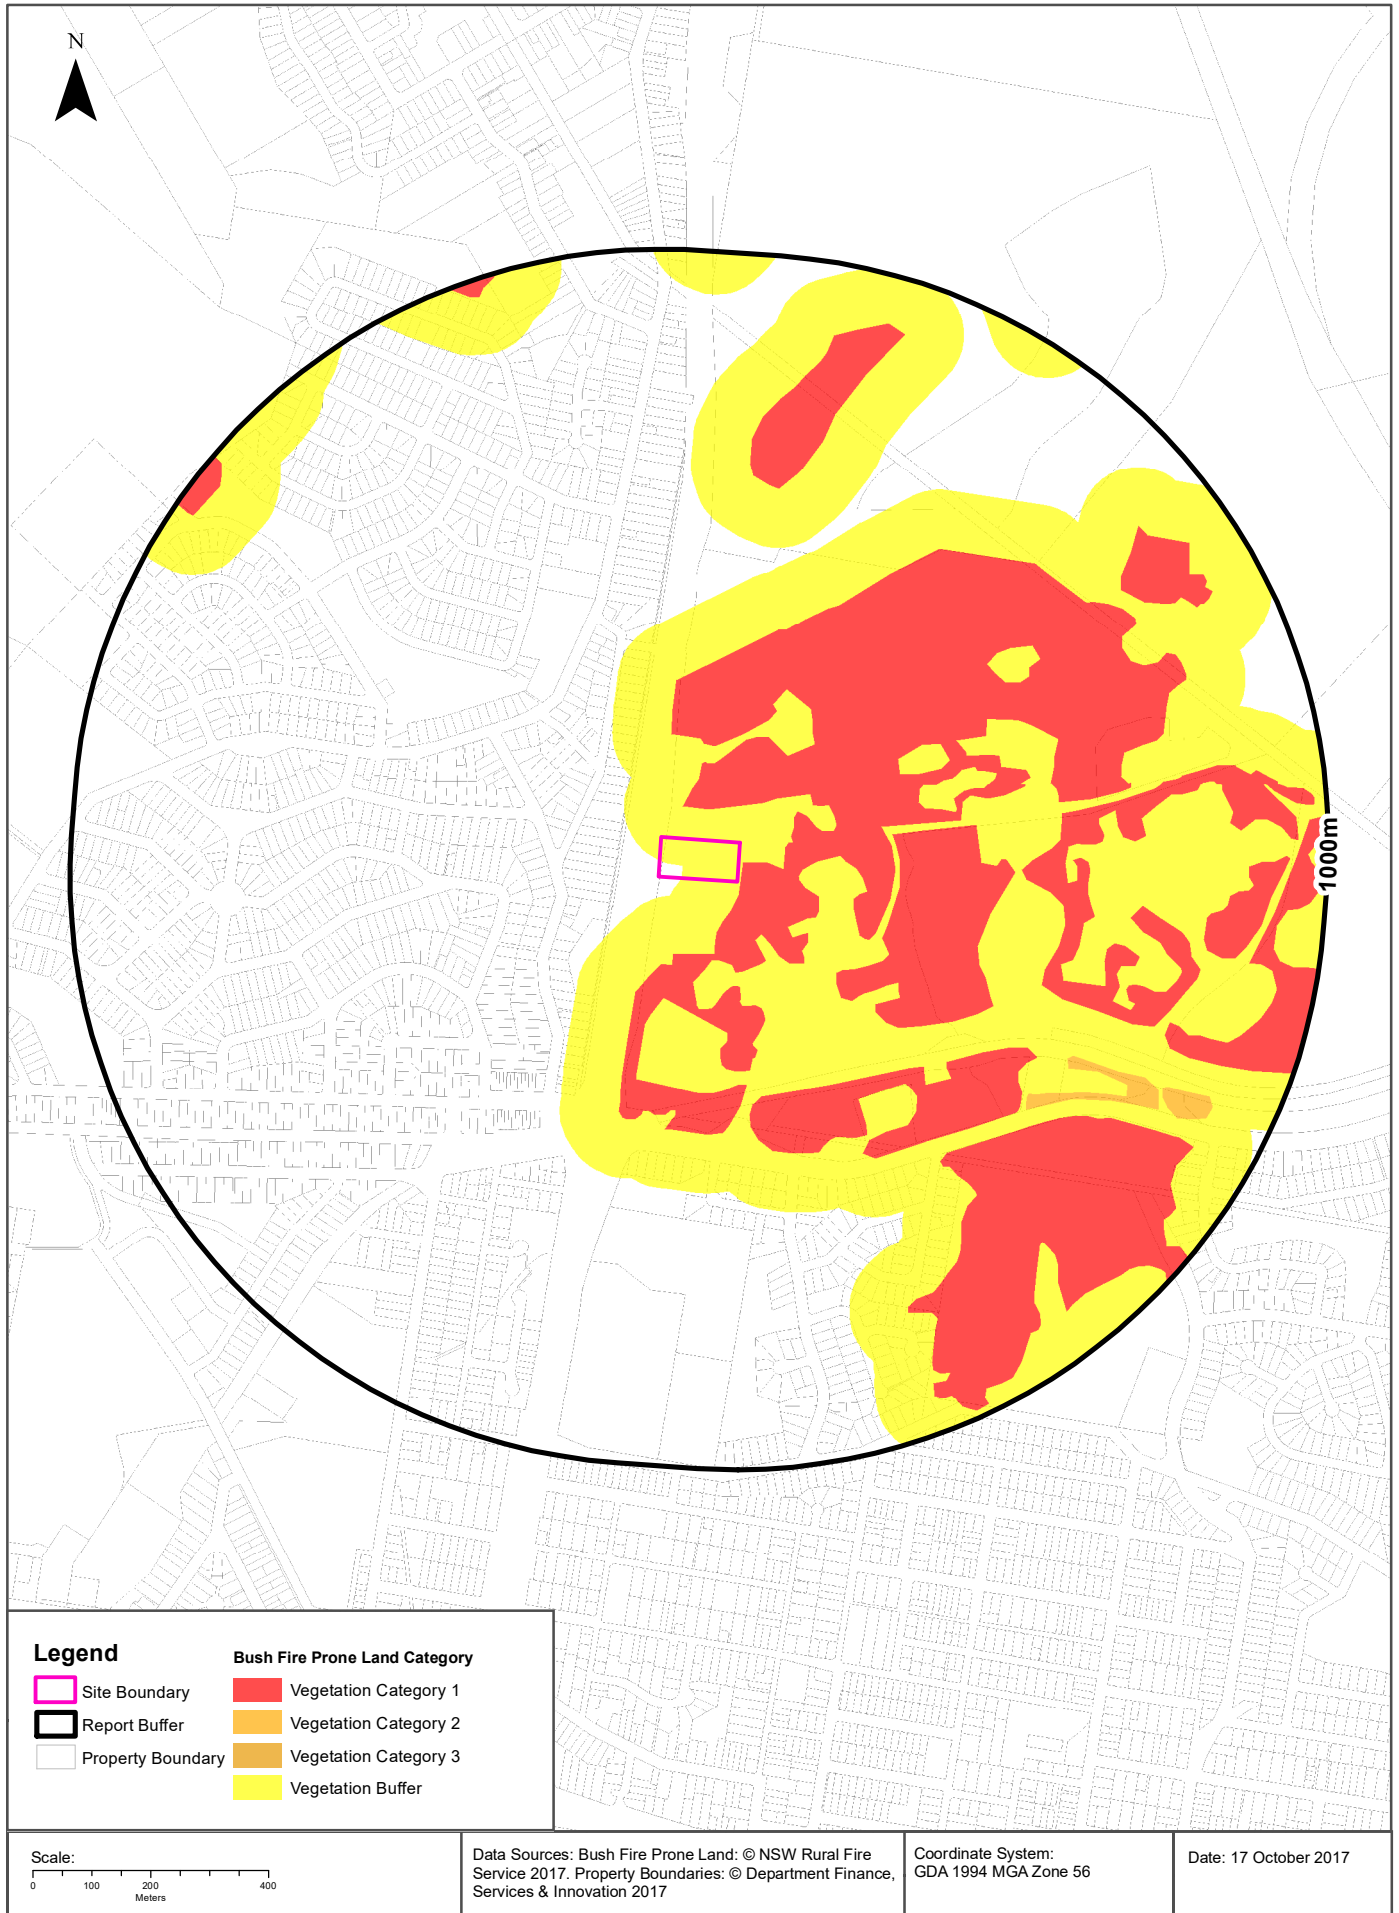 N
1000m
Legend
Site Boundary
Report Buffer
Property Boundary
Bush Fire Prone Land Category
Vegetation Category 1
Vegetation Category 2
Vegetation Category 3
Vegetation Buffer
Scale:
0 100 200 400
Meters
Data Sources: Bush Fire Prone Land: © NSW Rural Fire
Service 2017. Property Boundaries: © Department Finance,
Services & Innovation 2017
Coordinate System:
GDA 1994 MGA Zone 56
Date: 17 October 2017